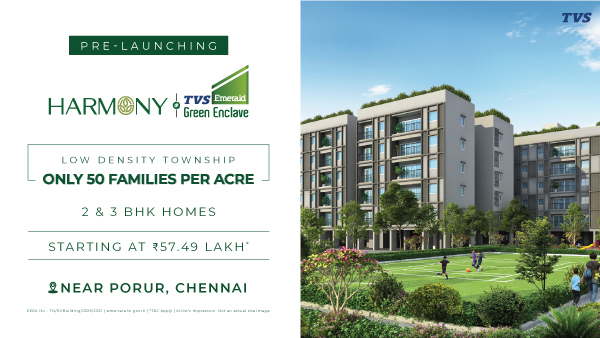 PRE-LAUNCHING
HARMONY @ TVS Emerald
Green Enclave
LOW DENSITY TOWNSHIP
ONLY 50 FAMILIES PER ACRE
2 & 3 BHK HOMES
STARTING AT ₹57.49 LAKH*
NEAR PORUR, CHENNAI
TVS